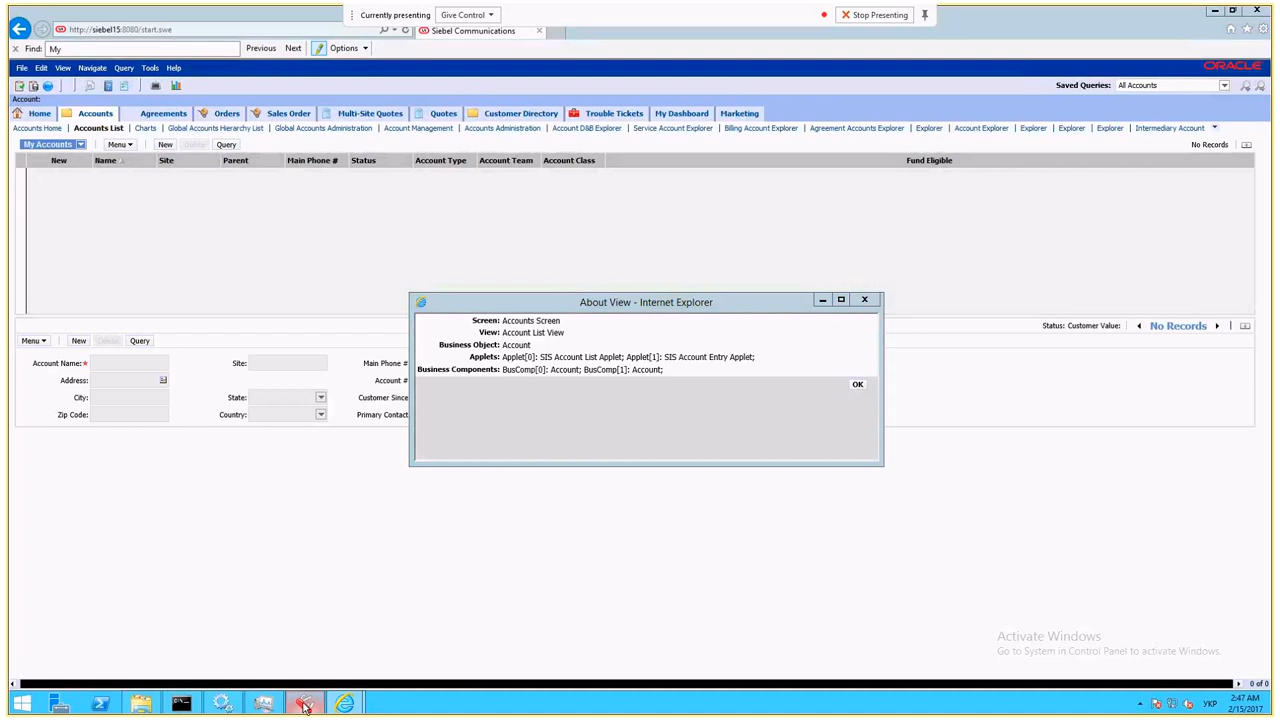 Currently presenting Give Control Stop Presenting
http://siebel15:8080/start.swe Siebel Communications
Find: My Previous Next Options
File Edit View Navigate Query Tools Help ORACLE
Saved Queries: All Accounts
Account:
Home Accounts Agreements Orders Sales Order Multi-Site Quotes Quotes Customer Directory Trouble Tickets My Dashboard Marketing
Accounts Home Accounts List Charts Global Accounts Hierarchy List Global Accounts Administration Account Management Accounts Administration Account D&B Explorer Service Account Explorer Billing Account Explorer Agreement Accounts Explorer Explorer Account Explorer Explorer Explorer Explorer Intermediary Account
My Accounts Menu New Delete Query No Records
New Name Site Parent Main Phone # Status Account Type Account Team Account Class Fund Eligible
About View - Internet Explorer
Screen: Accounts Screen
View: Account List View
Business Object: Account
Applets: Applet[0]: SIS Account List Applet; Applet[1]: SIS Account Entry Applet;
Business Components: BusComp[0]: Account; BusComp[1]: Account;
OK
Menu New Delete Query Status: Customer Value: No Records
Account Name:* Site: Main Phone #
Address: Account #
City: State: Customer Since
Zip Code: Country: Primary Contact
Activate Windows
Go to System in Control Panel to activate Windows.
0 of 0
УКР 2:47 AM
2/15/2017